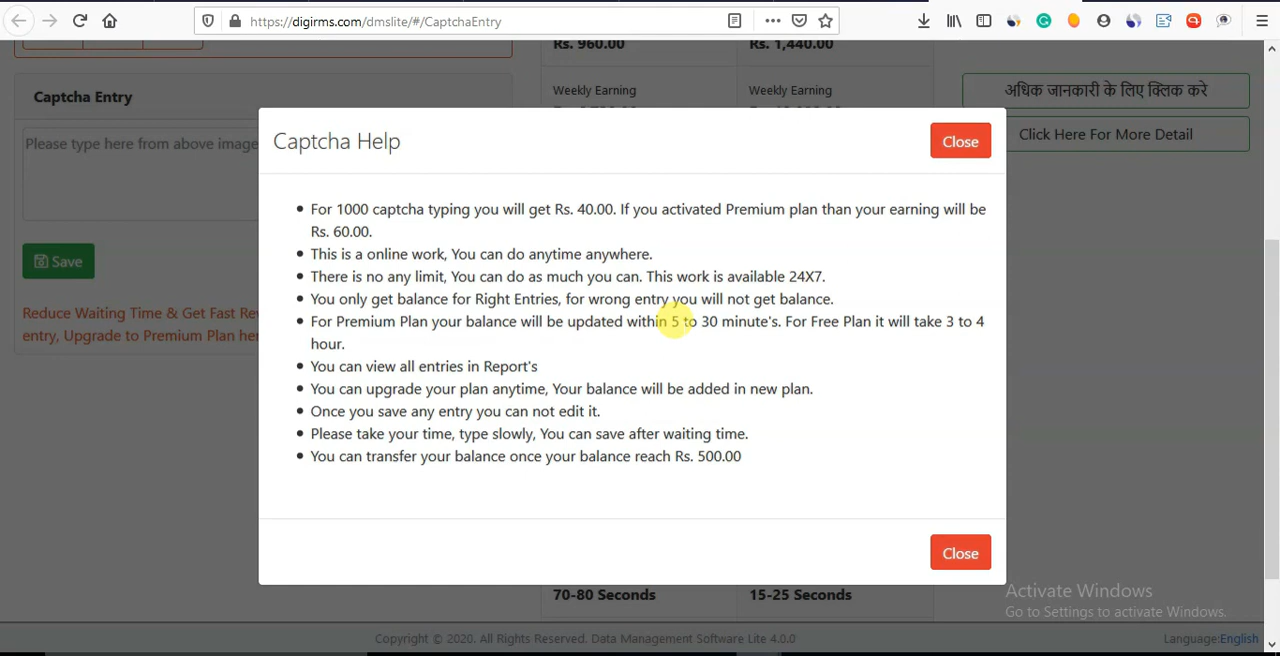 https://digirms.com/dmslite/#/CaptchaEntry
Rs. 960.00
Rs. 1,440.00
Captcha Entry
Weekly Earning
Weekly Earning
अधिक जानकारी के लिए क्लिक करे
Click Here For More Detail
Please type here from above image
Save
Reduce Waiting Time & Get Fast
entry, Upgrade to Premium Plan
Captcha Help
Close
• For 1000 captcha typing you will get Rs. 40.00. If you activated Premium plan than your earning will be
Rs. 60.00.
• This is a online work, You can do anytime anywhere.
• There is no any limit, You can do as much you can. This work is available 24X7.
• You only get balance for Right Entries, for wrong entry you will not get balance.
• For Premium Plan your balance will be updated within 5 to 30 minute's. For Free Plan it will take 3 to 4
hour.
• You can view all entries in Report's
• You can upgrade your plan anytime, Your balance will be added in new plan.
• Once you save any entry you can not edit it.
• Please take your time, type slowly, You can save after waiting time.
• You can transfer your balance once your balance reach Rs. 500.00
Close
70-80 Seconds
15-25 Seconds
Activate Windows
Go to Settings to activate Windows.
Copyright © 2020. All Rights Reserved. Data Management Software Lite 4.0.0
Language:English